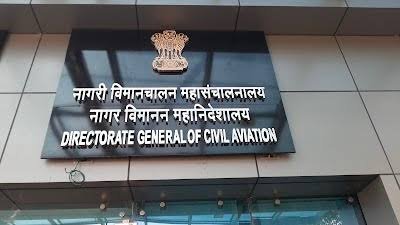 नागरी विमानचालन महासंचालनालय
नागर विमानन महानिदेशालय
DIRECTORATE GENERAL OF CIVIL AVIATION